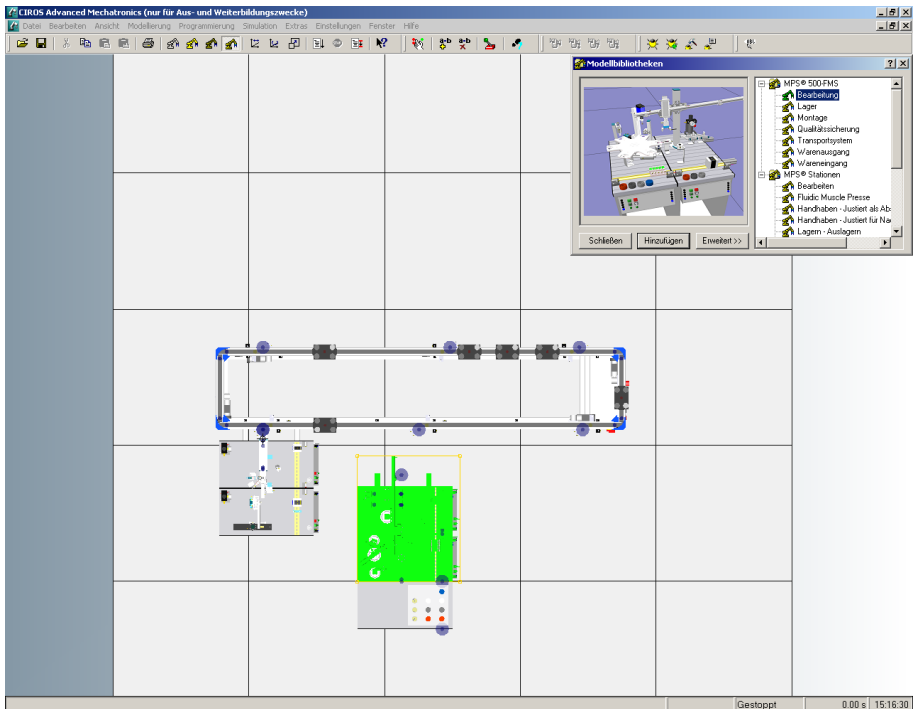 CIROS Advanced Mechatronics (nur für Aus- und Weiterbildungszwecke)
Datei Bearbeiten Ansicht Modellierung Programmierung Simulation Extras Einstellungen Fenster Hilfe
a-b a-b
Modellbibliotheken
MPS® 500-FMS
Bearbeitung
Lager
Montage
Qualitätssicherung
Transportsystem
Warenausgang
Wareneingang
MPS® Stationen
Bearbeiten
Fluidic Muscle Presse
Handhaben - Justiert als Ab
Handhaben - Justiert für Na
Lagern - Auslagern
Schließen Hinzufügen Erweitert >>
Gestoppt 0.00 s 15:16:30